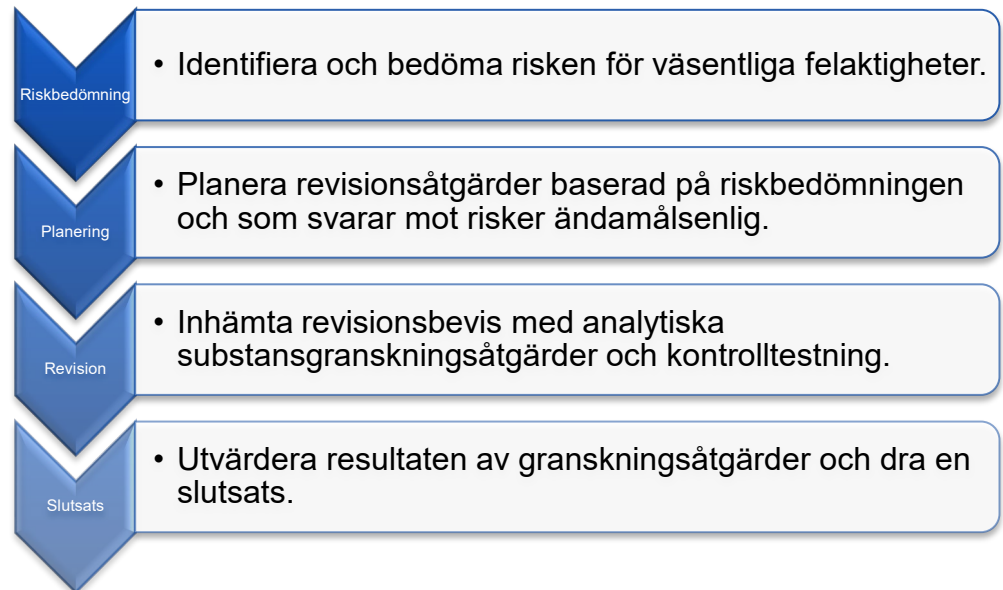 Riskbedömning
• Identifiera och bedöma risken för väsentliga felaktigheter.
Planering
• Planera revisionsåtgärder baserad på riskbedömningen
och som svarar mot risker ändamålsenlig.
Revision
• Inhämta revisionsbevis med analytiska
substansgranskningsåtgärder och kontrolltestning.
Slutsats
• Utvärdera resultaten av granskningsåtgärder och dra en
slutsats.